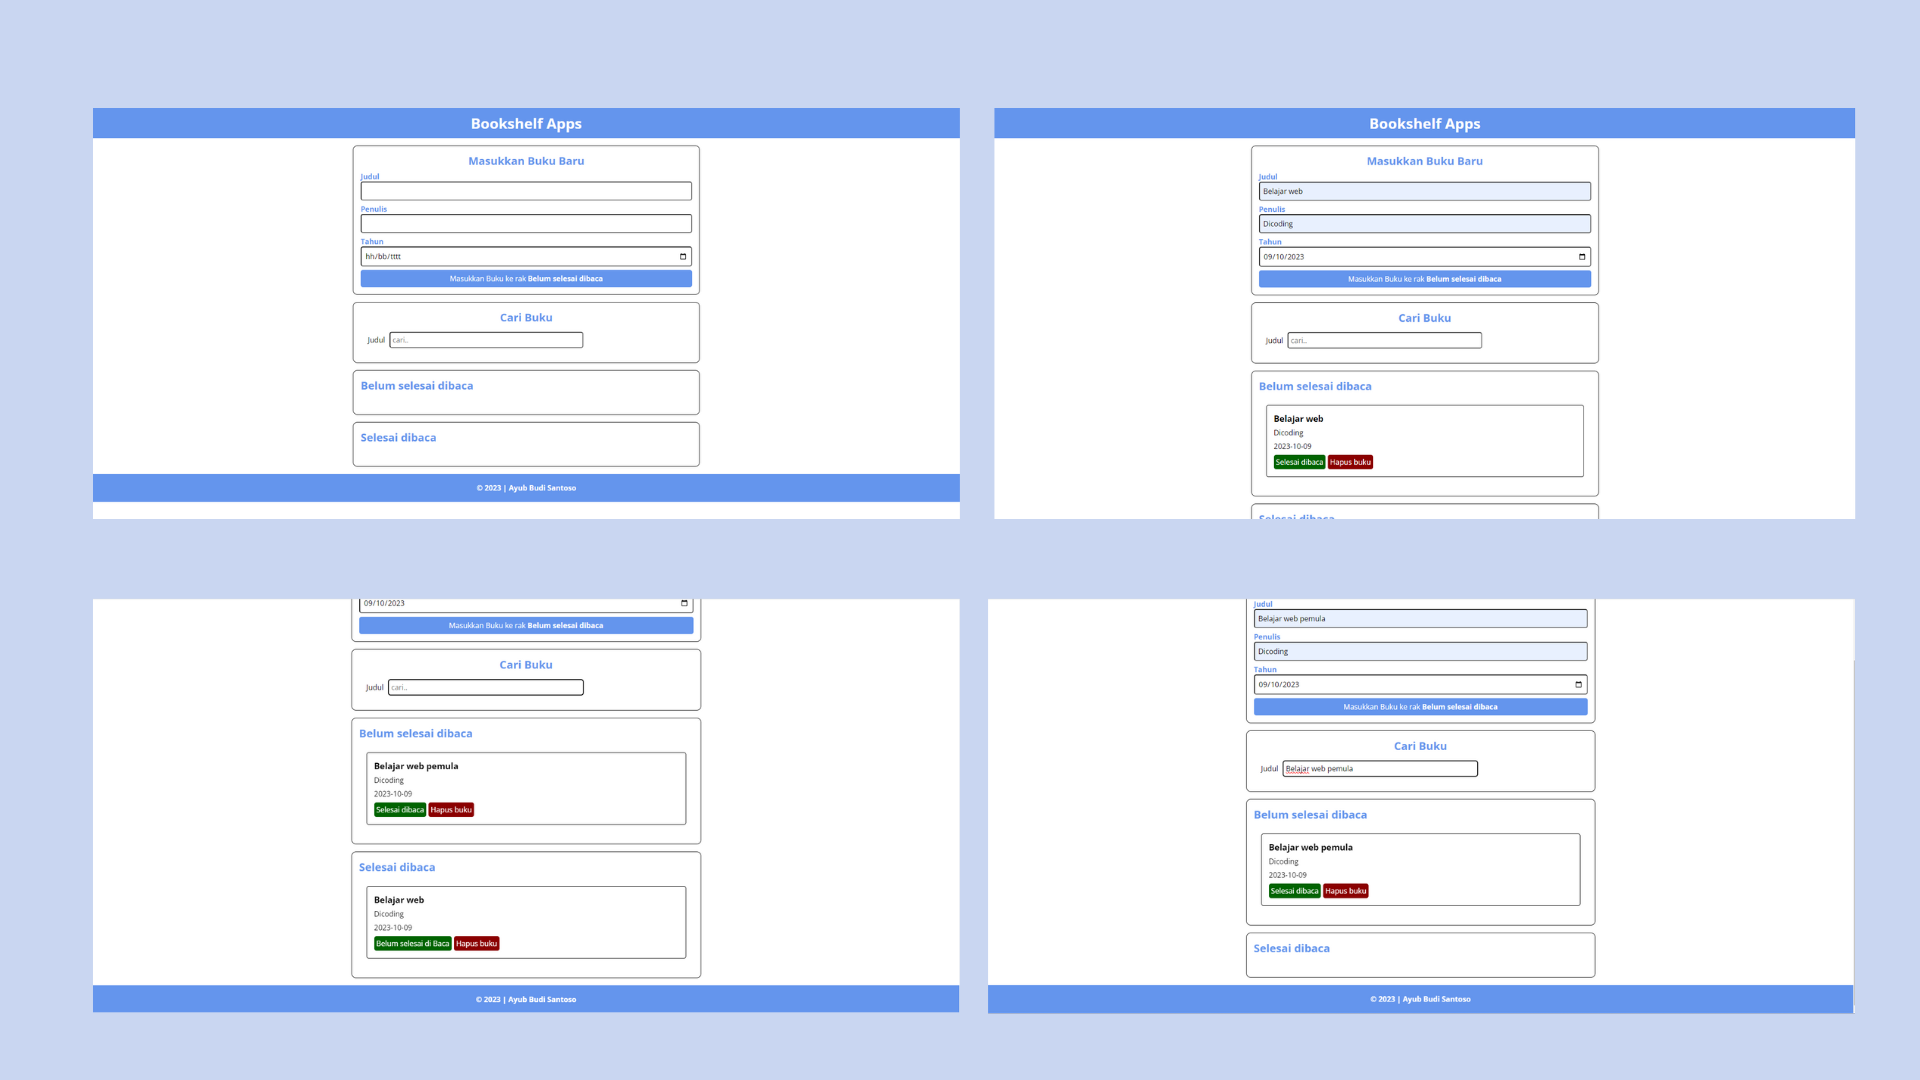 Bookshelf Apps
Masukkan Buku Baru
Judul
Penulis
Tahun
hh/bb/tttt
Masukkan Buku ke rak Belum selesai dibaca
Cari Buku
Judul cari..
Belum selesai dibaca
Selesai dibaca
© 2023 | Ayub Budi Santoso
Bookshelf Apps
Masukkan Buku Baru
Judul
Belajar web
Penulis
Dicoding
Tahun
09/10/2023
Masukkan Buku ke rak Belum selesai dibaca
Cari Buku
Judul cari..
Belum selesai dibaca
Belajar web
Dicoding
2023-10-09
Selesai dibaca Hapus buku
Selesai dibaca
09/10/2023
Masukkan Buku ke rak Belum selesai dibaca
Cari Buku
Judul cari..
Belum selesai dibaca
Belajar web pemula
Dicoding
2023-10-09
Selesai dibaca Hapus buku
Selesai dibaca
Belajar web
Dicoding
2023-10-09
Belum selesai di Baca Hapus buku
© 2023 | Ayub Budi Santoso
Judul
Belajar web pemula
Penulis
Dicoding
Tahun
09/10/2023
Masukkan Buku ke rak Belum selesai dibaca
Cari Buku
Judul Belajar web pemula
Belum selesai dibaca
Belajar web pemula
Dicoding
2023-10-09
Selesai dibaca Hapus buku
Selesai dibaca
© 2023 | Ayub Budi Santoso